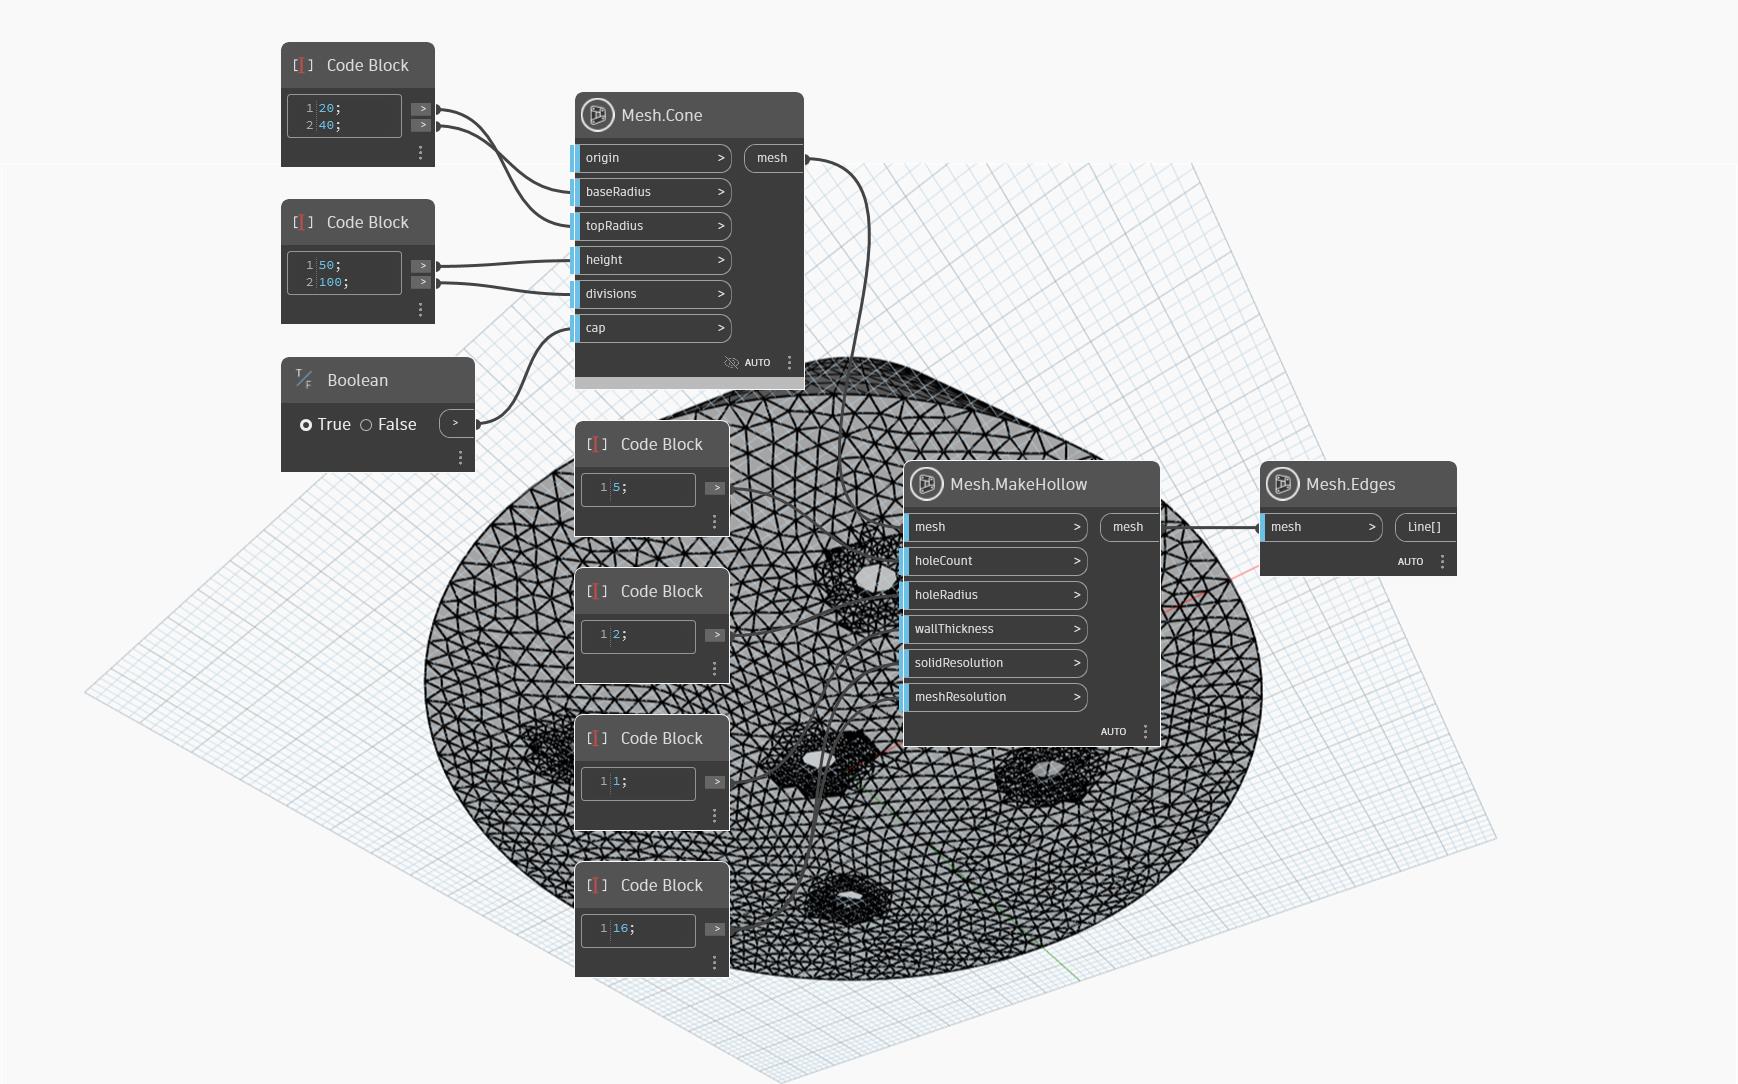 Code Block
1 20; >
2 40; >
Code Block
1 50; >
2 100; >
T/F Boolean
True False >
Mesh.Cone
origin > mesh
baseRadius >
topRadius >
height >
divisions >
cap >
AUTO
Code Block
1 5; >
Code Block
1 2; >
Code Block
1 1; >
Code Block
1 16; >
Mesh.MakeHollow
mesh > mesh
holeCount >
holeRadius >
wallThickness >
solidResolution >
meshResolution >
AUTO
Mesh.Edges
mesh > Line[]
AUTO